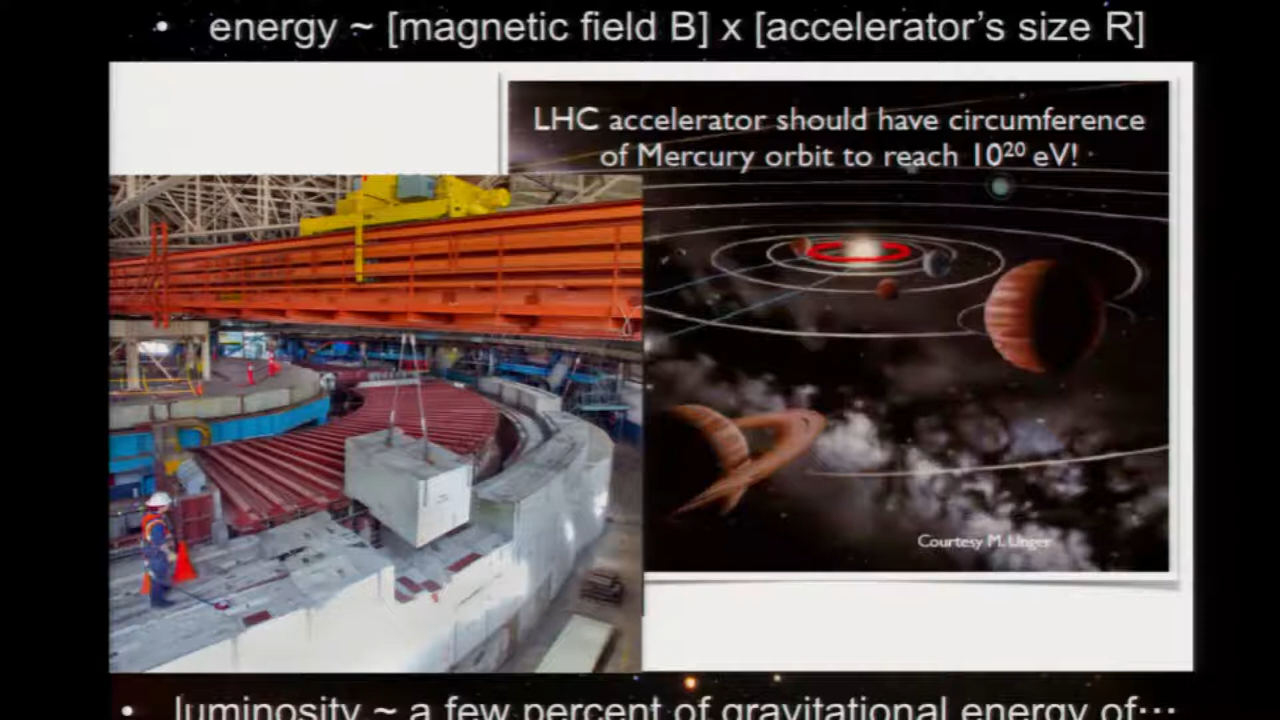 • energy ~ [magnetic field B] x [accelerator's size R]
LHC accelerator should have circumference
of Mercury orbit to reach 10²⁰ eV!
Courtesy M. Unger
• luminosity ~ a few percent of gravitational energy of…